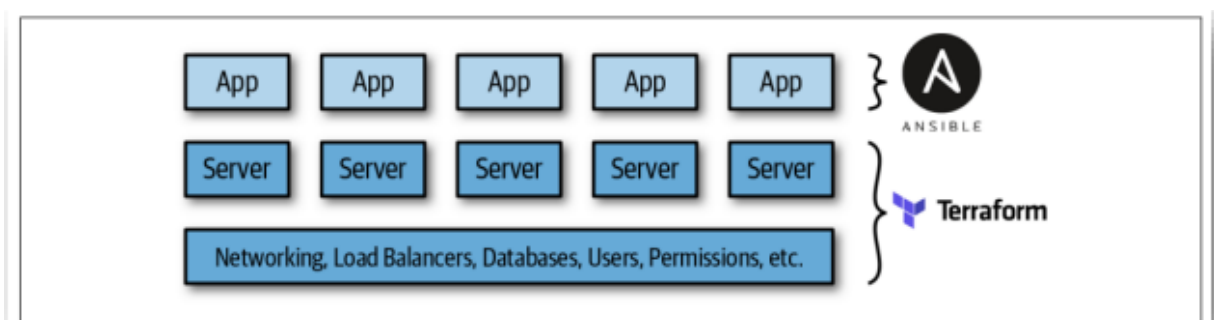 App App App App App
ANSIBLE
Server Server Server Server Server
Terraform
Networking, Load Balancers, Databases, Users, Permissions, etc.